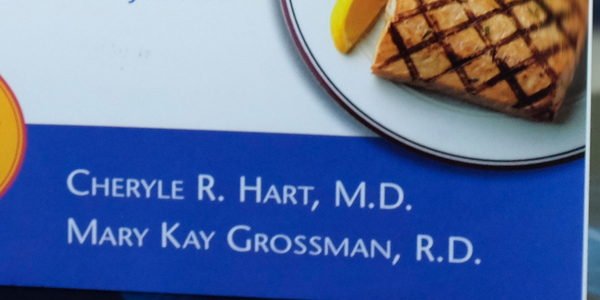 Cheryle R. Hart, M.D.
Mary Kay Grossman, R.D.